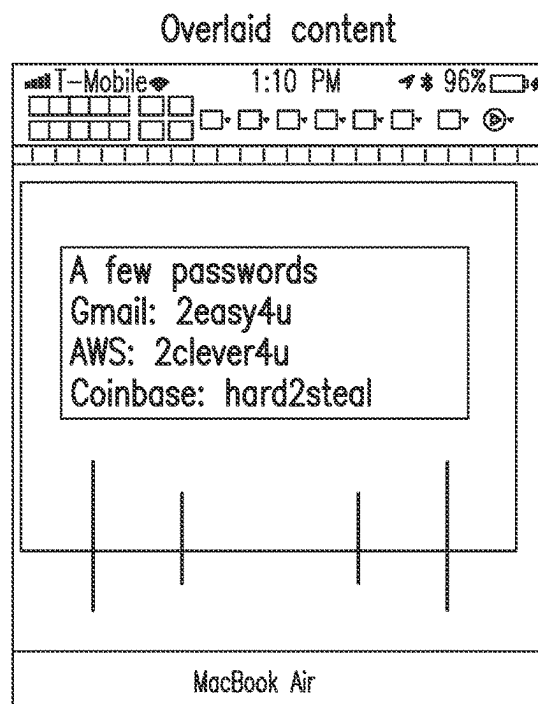 Overlaid content
T-Mobile 1:10 PM 96%
A few passwords
Gmail: 2easy4u
AWS: 2clever4u
Coinbase: hard2steal
MacBook Air